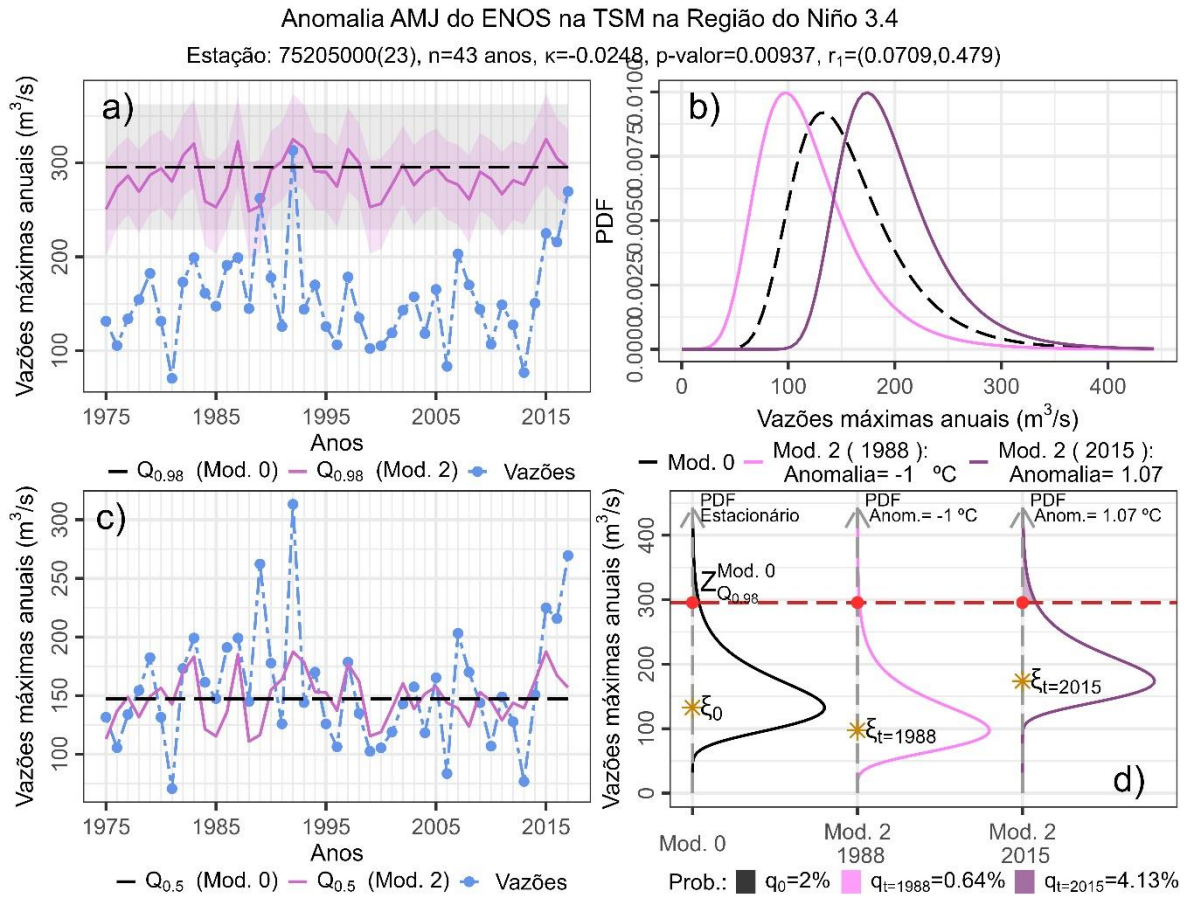 Anomalia AMJ do ENOS na TSM na Região do Niño 3.4
Estação: 75205000(23), n=43 anos, κ=-0.0248, p-valor=0.00937, r₁=(0.0709,0.479)
a)
Vazões máximas anuais (m³/s)
300
200
100
1975
1985
1995
2005
2015
Anos
Q₀.₉₈ (Mod. 0)
Q₀.₉₈ (Mod. 2)
Vazões
b)
PDF
0.0100
0.0075
0.0050
0.0025
0.0000
0
100
200
300
400
Vazões máximas anuais (m³/s)
Mod. 0
Mod. 2 ( 1988 ):
Anomalia= -1 ºC
Mod. 2 ( 2015 ):
Anomalia= 1.07
c)
Vazões máximas anuais (m³/s)
300
250
200
150
100
1975
1985
1995
2005
2015
Anos
Q₀.₅ (Mod. 0)
Q₀.₅ (Mod. 2)
Vazões
d)
Vazões máximas anuais (m³/s)
400
300
200
100
0
PDF
Estacionário
PDF
Anom.= -1 ºC
PDF
Anom.= 1.07 ºC
Z Mod. 0 Q₀.₉₈
ξ₀
ξt=1988
ξt=2015
Mod. 0
Mod. 2
1988
Mod. 2
2015
Prob.:
q₀=2%
qt=1988=0.64%
qt=2015=4.13%